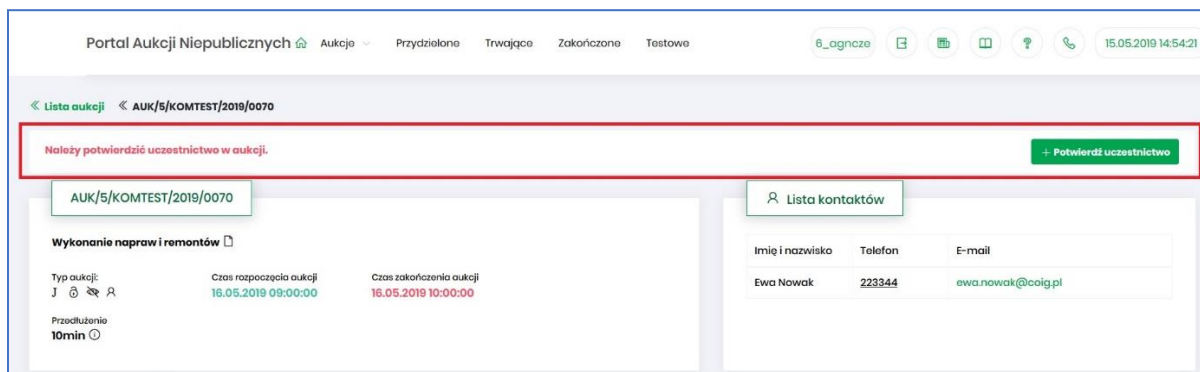 Portal Aukcji Niepublicznych Aukcje Przydzielone Trwające Zakończone Testowe 6_agncze 15.05.2019 14:54:21
Lista aukcji AUK/5/KOMTEST/2019/0070
Należy potwierdzić uczestnictwo w aukcji. + Potwierdź uczestnictwo
AUK/5/KOMTEST/2019/0070
Wykonanie napraw i remontów
Typ aukcji: Czas rozpoczęcia aukcji Czas zakończenia aukcji
J 16.05.2019 09:00:00 16.05.2019 10:00:00
Przedłużenie
10min
Lista kontaktów
Imię i nazwisko Telefon E-mail
Ewa Nowak 223344 ewa.nowak@coig.pl